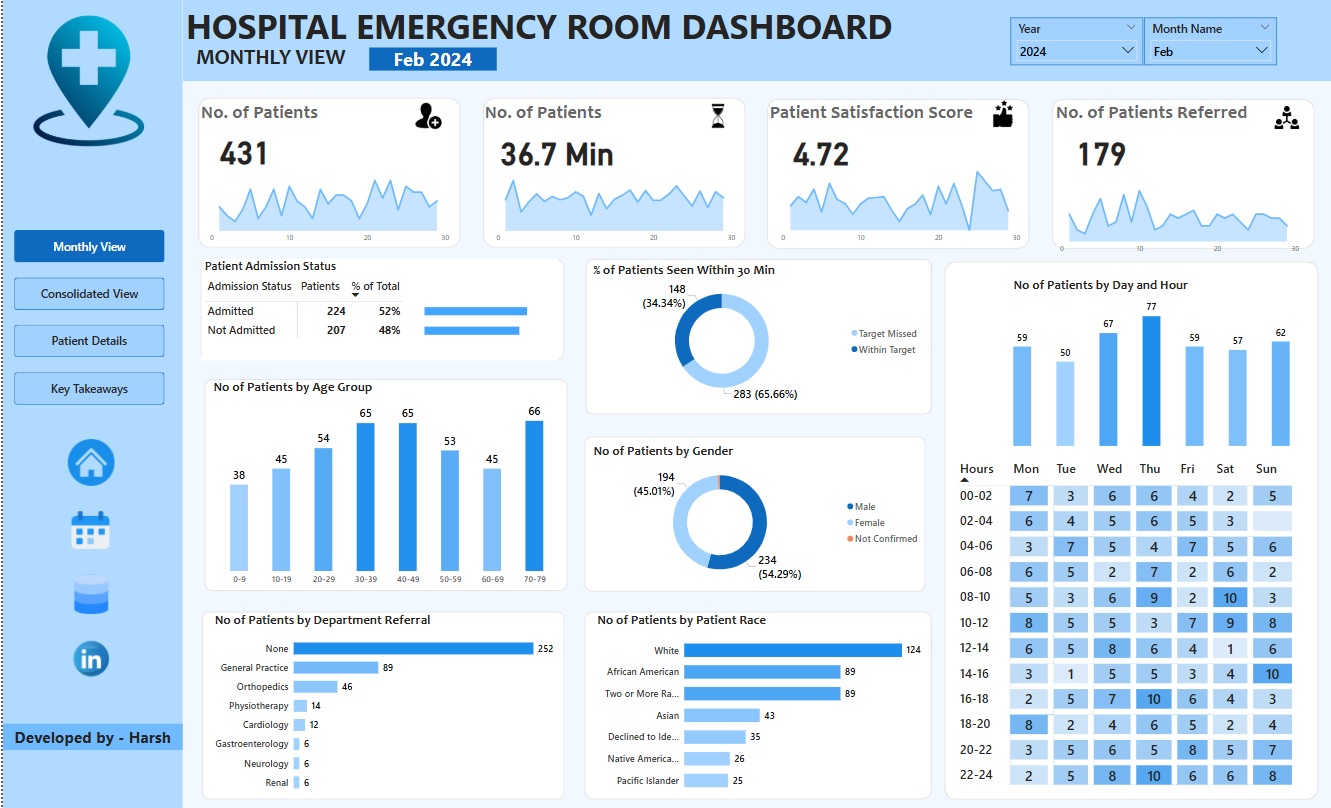 HOSPITAL EMERGENCY ROOM DASHBOARD
MONTHLY VIEW
Feb 2024
Year
2024
Month Name
Feb
Monthly View
Consolidated View
Patient Details
Key Takeaways
in
Developed by - Harsh
No. of Patients
431
0 10 20 30
No. of Patients
36.7 Min
0 10 20 30
Patient Satisfaction Score
4.72
0 10 20 30
No. of Patients Referred
179
0 10 20 30
Patient Admission Status
Admission Status Patients % of Total
Admitted 224 52%
Not Admitted 207 48%
No of Patients by Age Group
38 45 54 65 65 53 45 66
0-9 10-19 20-29 30-39 40-49 50-59 60-69 70-79
No of Patients by Department Referral
None 252
General Practice 89
Orthopedics 46
Physiotherapy 14
Cardiology 12
Gastroenterology 6
Neurology 6
Renal 6
% of Patients Seen Within 30 Min
148
(34.34%)
Target Missed
Within Target
283 (65.66%)
No of Patients by Gender
194
(45.01%)
Male
Female
Not Confirmed
234
(54.29%)
No of Patients by Patient Race
White 124
African American 89
Two or More Ra... 89
Asian 43
Declined to Ide... 35
Native America... 26
Pacific Islander 25
No of Patients by Day and Hour
59 50 67 77 59 57 62
Hours Mon Tue Wed Thu Fri Sat Sun
00-02 7 3 6 6 4 2 5
02-04 6 4 5 6 5 3
04-06 3 7 5 4 7 5 6
06-08 6 5 2 7 2 6 2
08-10 5 3 6 9 2 10 3
10-12 8 5 5 3 7 9 8
12-14 6 5 8 6 4 1 6
14-16 3 1 5 5 3 4 10
16-18 2 5 7 10 6 4 3
18-20 8 2 4 6 5 2 4
20-22 3 5 6 5 8 5 7
22-24 2 5 8 10 6 6 8